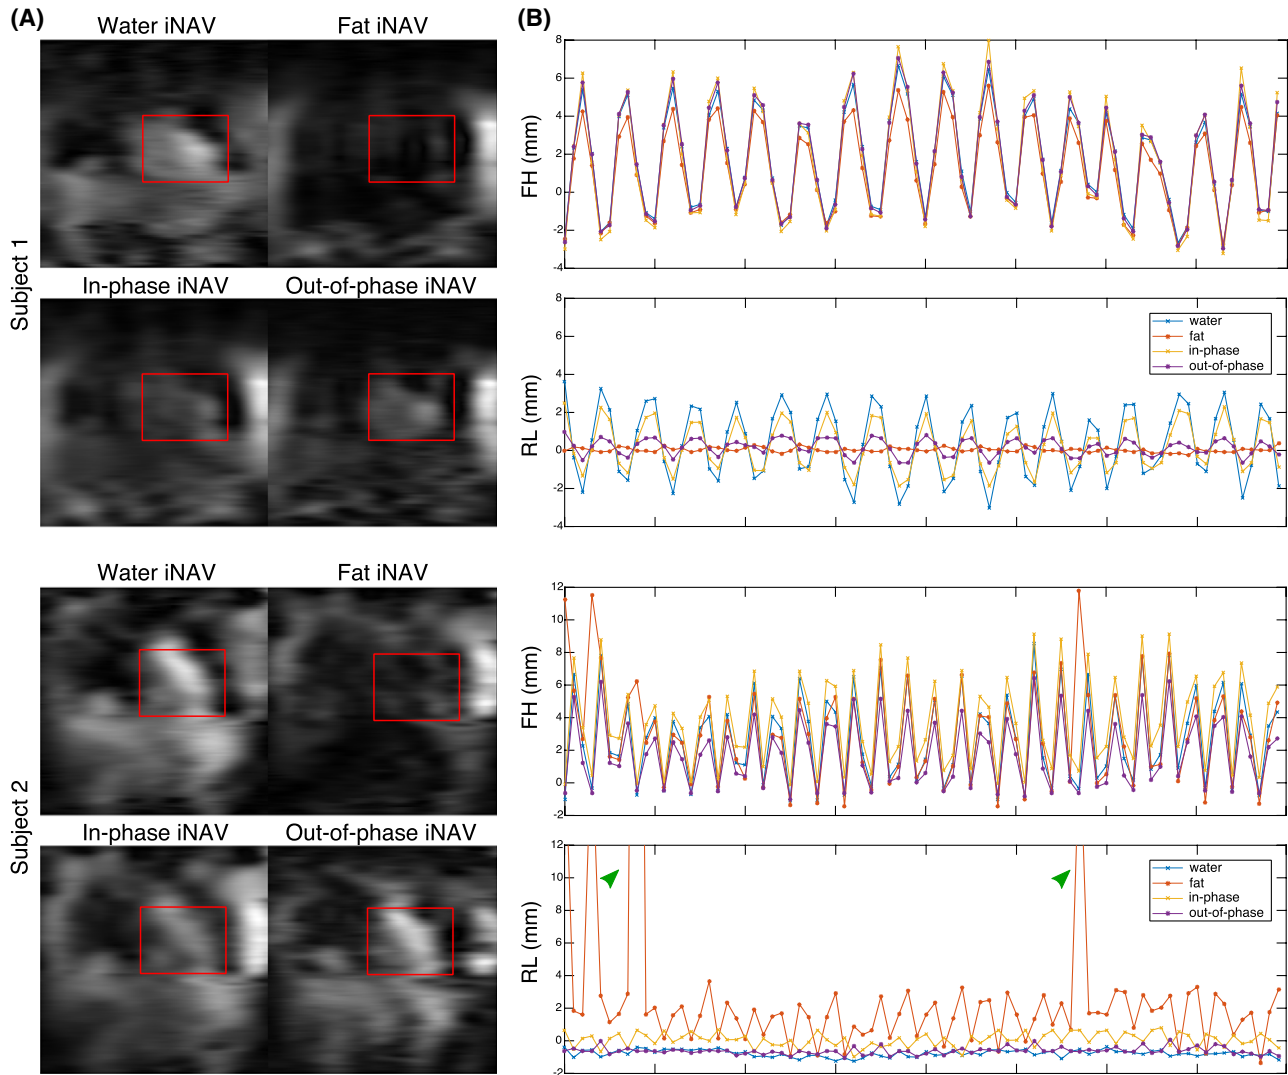 (A)
Water iNAV Fat iNAV
In-phase iNAV Out-of-phase iNAV
Subject 1
Water iNAV Fat iNAV
In-phase iNAV Out-of-phase iNAV
Subject 2
(B)
8
6
4
2
0
-2
-4
FH (mm)
8
6
4
2
0
-2
-4
RL (mm)
water
fat
in-phase
out-of-phase
12
10
8
6
4
2
0
-2
FH (mm)
12
10
8
6
4
2
0
-2
RL (mm)
water
fat
in-phase
out-of-phase